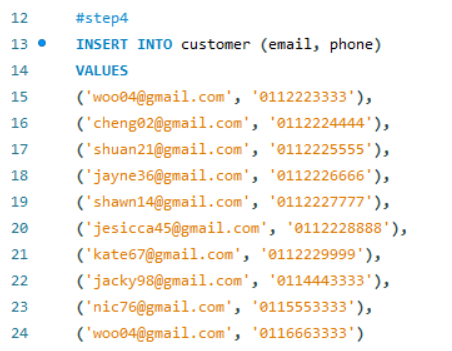 12 #step4
13 INSERT INTO customer (email, phone)
14 VALUES
15 ('woo04@gmail.com', '0112223333'),
16 ('cheng02@gmail.com', '0112224444'),
17 ('shuan21@gmail.com', '0112225555'),
18 ('jayne36@gmail.com', '0112226666'),
19 ('shawn14@gmail.com', '0112227777'),
20 ('jesicca45@gmail.com', '0112228888'),
21 ('kate67@gmail.com', '0112229999'),
22 ('jacky98@gmail.com', '0114443333'),
23 ('nic76@gmail.com', '0115553333'),
24 ('woo04@gmail.com', '0116663333')